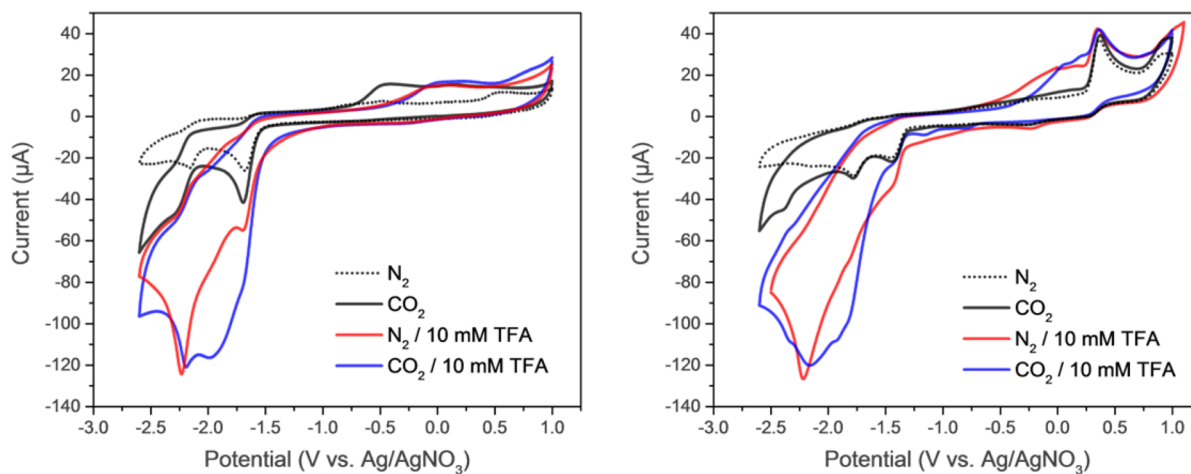 40
20
0
-20
-40
-60
-80
-100
-120
-140
Current (μA)
-3.0 -2.5 -2.0 -1.5 -1.0 -0.5 0.0 0.5 1.0
Potential (V vs. Ag/AgNO₃)
N₂
CO₂
N₂ / 10 mM TFA
CO₂ / 10 mM TFA
40
20
0
-20
-40
-60
-80
-100
-120
-140
Current (μA)
-3.0 -2.5 -2.0 -1.5 -1.0 -0.5 0.0 0.5 1.0
Potential (V vs. Ag/AgNO₃)
N₂
CO₂
N₂ / 10 mM TFA
CO₂ / 10 mM TFA